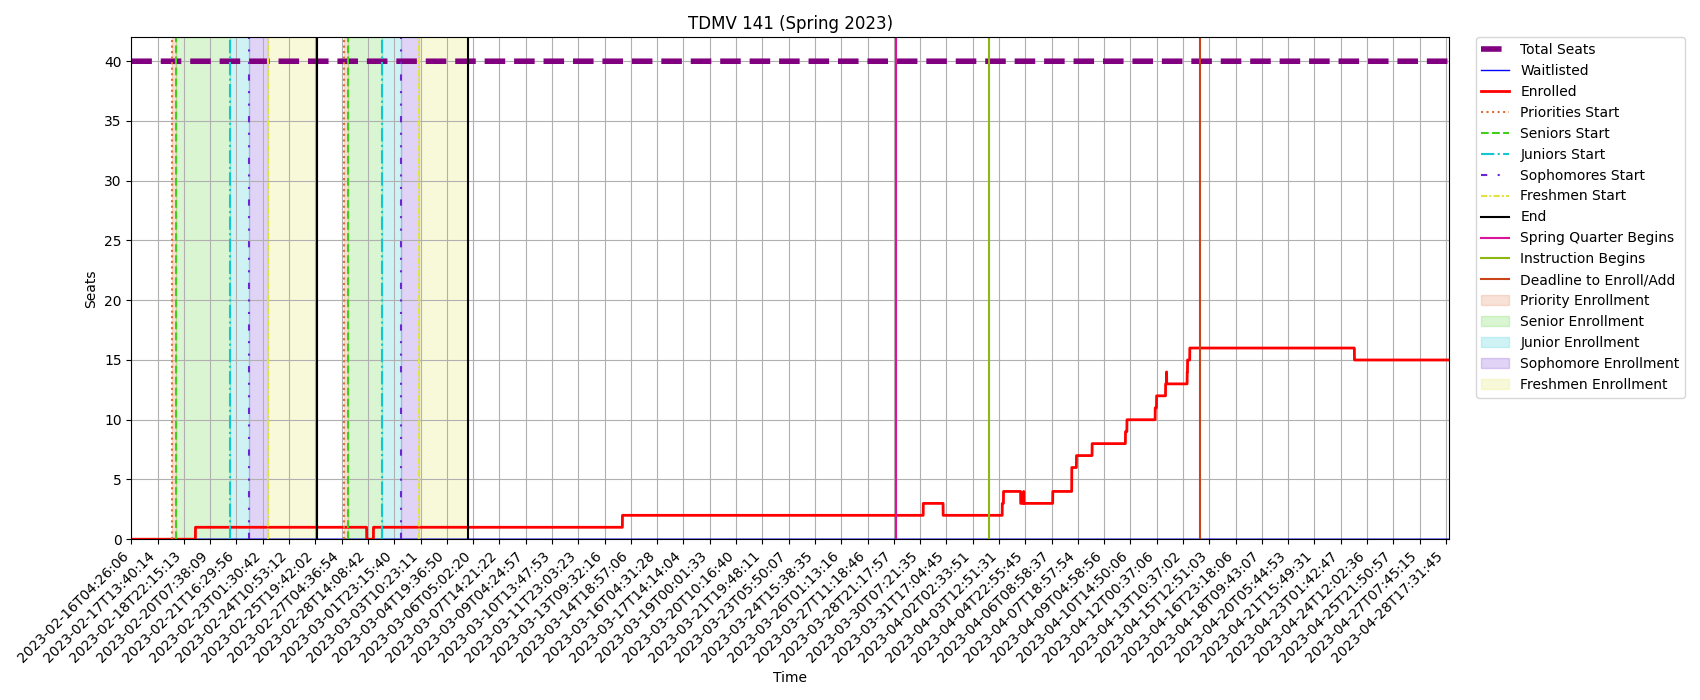 TDMV 141 (Spring 2023)
Seats
40
35
30
25
20
15
10
5
0
2023-02-16T04:26:06
2023-02-17T13:40:14
2023-02-18T22:15:13
2023-02-20T07:38:09
2023-02-21T16:29:56
2023-02-23T01:30:42
2023-02-24T10:53:12
2023-02-25T19:42:02
2023-02-27T04:36:54
2023-02-28T14:08:42
2023-03-01T23:15:40
2023-03-03T10:23:11
2023-03-04T19:36:50
2023-03-06T05:02:20
2023-03-07T14:21:22
2023-03-09T04:24:57
2023-03-10T13:47:53
2023-03-11T23:03:23
2023-03-13T09:32:16
2023-03-14T18:57:06
2023-03-16T04:31:28
2023-03-17T14:14:04
2023-03-19T00:01:33
2023-03-20T10:16:40
2023-03-21T19:48:11
2023-03-23T05:50:07
2023-03-24T15:38:35
2023-03-26T01:13:16
2023-03-27T11:18:46
2023-03-28T21:17:57
2023-03-30T07:21:35
2023-03-31T17:04:45
2023-04-02T02:33:51
2023-04-03T12:51:31
2023-04-04T22:55:45
2023-04-06T08:58:37
2023-04-07T18:57:54
2023-04-09T04:58:56
2023-04-10T14:50:06
2023-04-12T00:37:06
2023-04-13T10:37:02
2023-04-15T12:51:03
2023-04-16T23:18:06
2023-04-18T09:43:07
2023-04-20T05:44:53
2023-04-21T15:49:31
2023-04-23T01:42:47
2023-04-24T12:02:36
2023-04-25T21:50:57
2023-04-27T07:45:15
2023-04-28T17:31:45
Time
Total Seats
Waitlisted
Enrolled
Priorities Start
Seniors Start
Juniors Start
Sophomores Start
Freshmen Start
End
Spring Quarter Begins
Instruction Begins
Deadline to Enroll/Add
Priority Enrollment
Senior Enrollment
Junior Enrollment
Sophomore Enrollment
Freshmen Enrollment